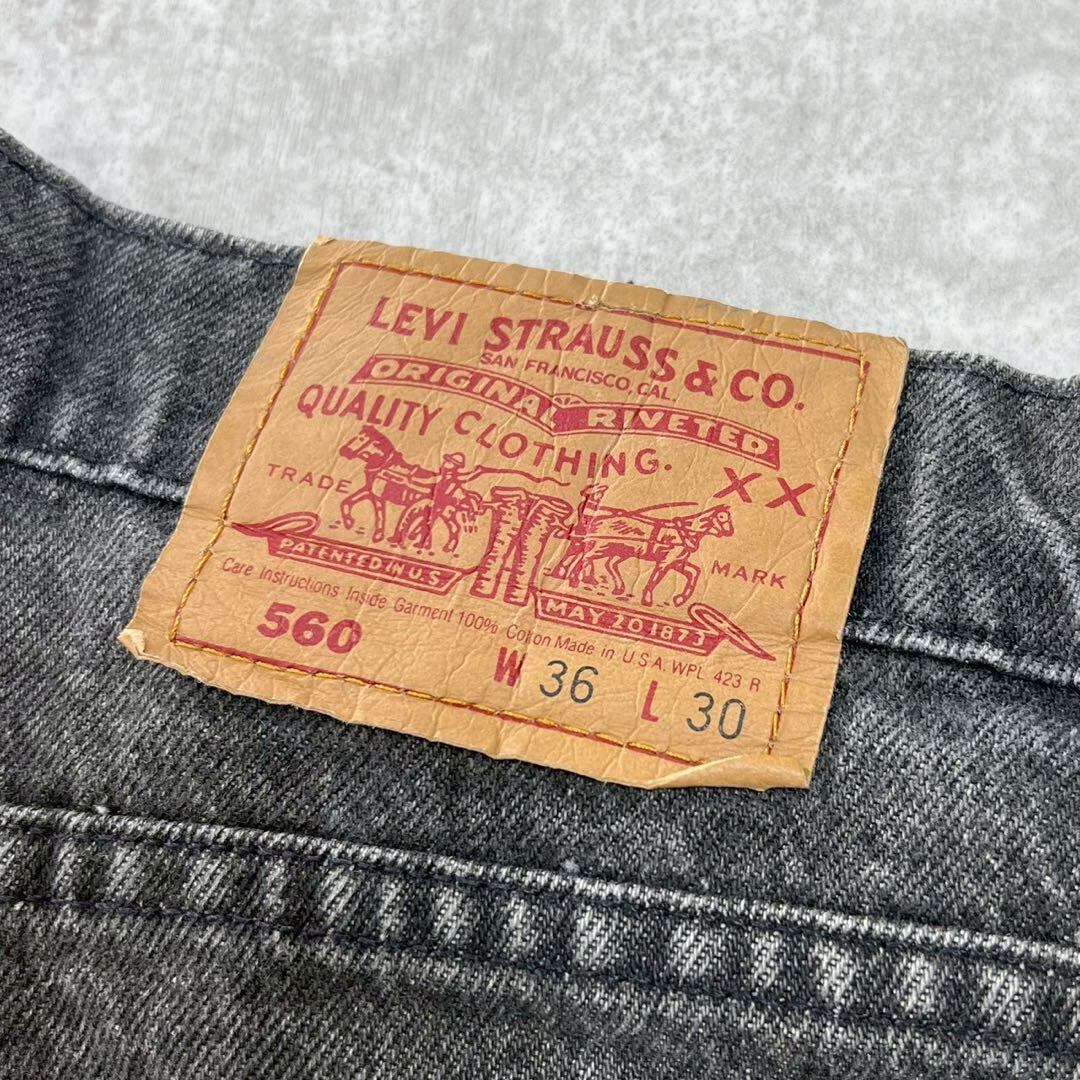 LEVI STRAUSS & CO.
SAN FRANCISCO, CAL.
ORIGINAL RIVETED
QUALITY CLOTHING.
XX
TRADE MARK
PATENTED IN U.S.
MAY 20 1873
Care Instructions Inside Garment 100% Cotton Made in U.S.A. WPL 423 R
560
W 36 L 30